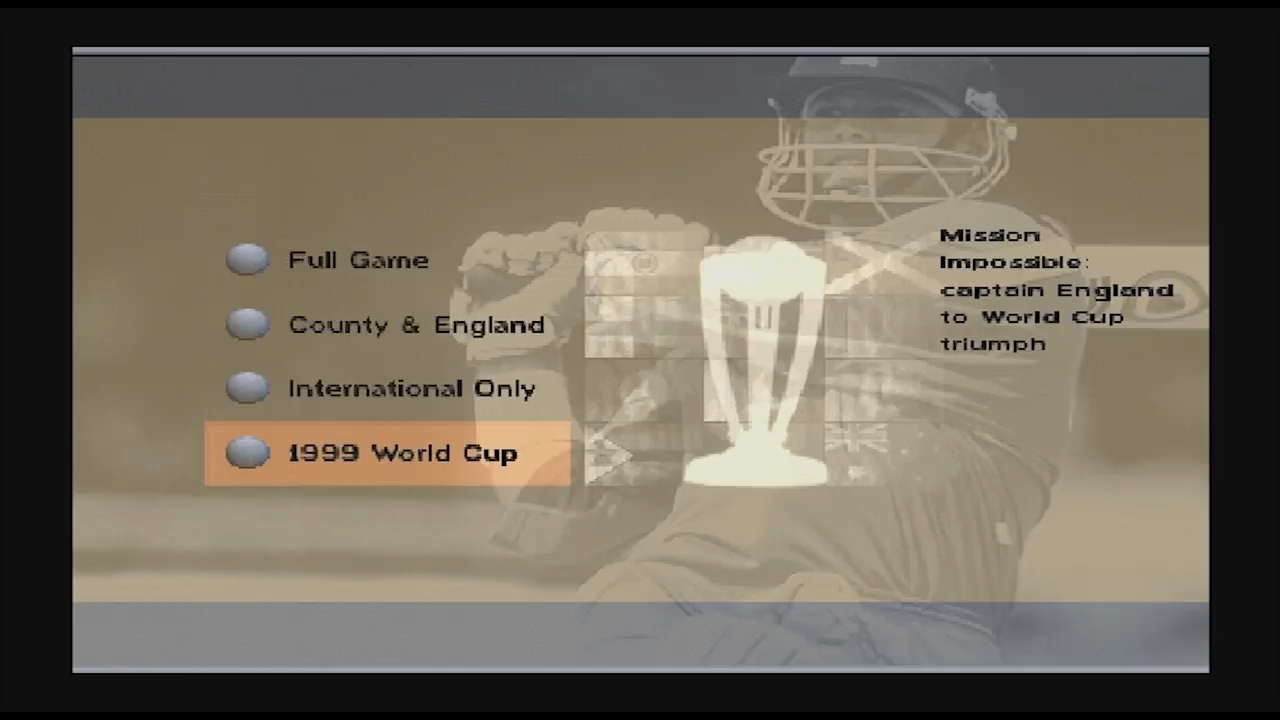 Full Game
County & England
International Only
1999 World Cup
Mission
Impossible:
captain England
to World Cup
triumph